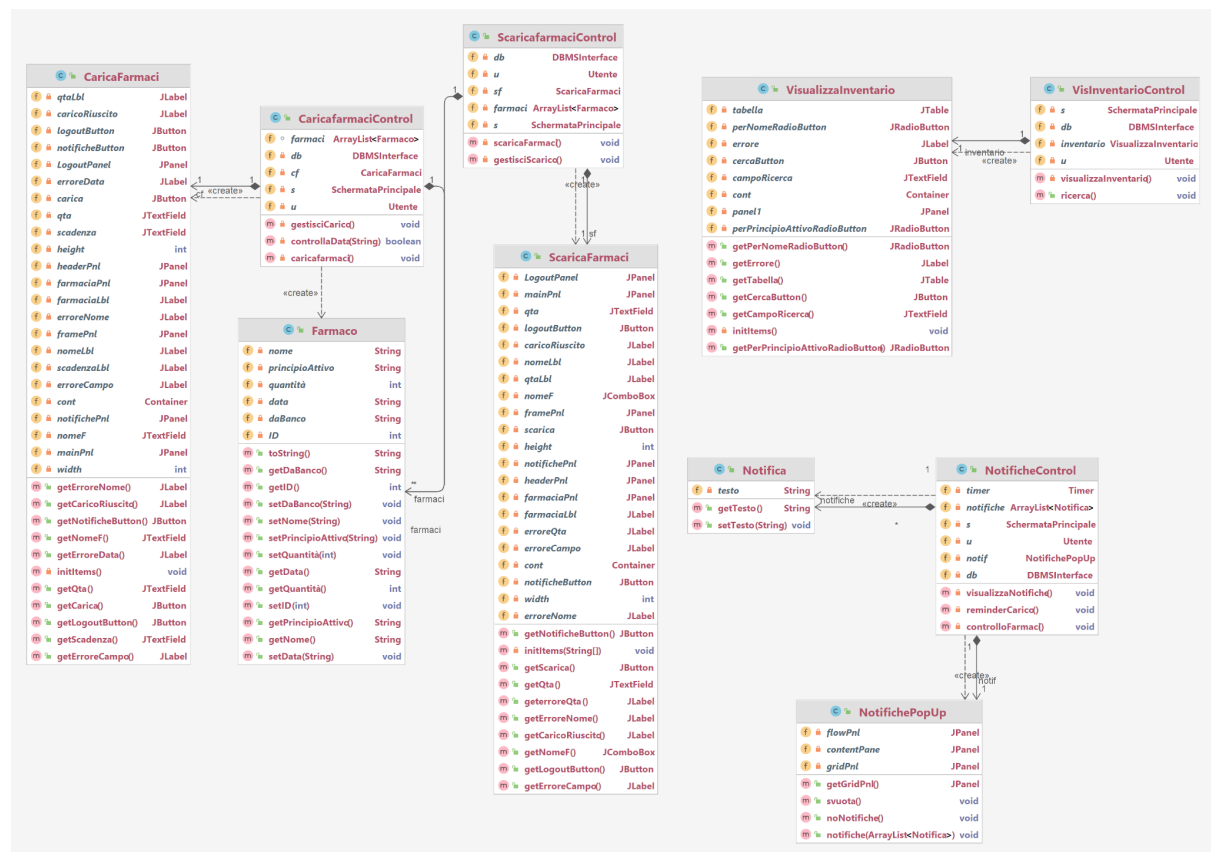 CaricaFarmaci
qtaLbl JLabel
caricoRiuscito JLabel
logoutButton JButton
notificheButton JButton
LogoutPanel JPanel
erroreData JLabel
carica JButton
qta JTextField
scadenza JTextField
height int
headerPnl JPanel
farmaciaPnl JPanel
farmaciaLbl JLabel
erroreNome JLabel
framePnl JPanel
nomeLbl JLabel
scadenzaLbl JLabel
erroreCampo JLabel
cont Container
notifichePnl JPanel
nomeF JTextField
mainPnl JPanel
width int
getErroreNome() JLabel
getCaricoRiuscito() JLabel
getNotificheButton() JButton
getNomeF() JTextField
getErroreData() JLabel
initItems() void
getQta() JTextField
getCarica() JButton
getLogoutButton() JButton
getScadenza() JTextField
getErroreCampo() JLabel
1
«create»
cf
1
CaricafarmaciControl
farmaci ArrayList<Farmaco>
db DBMSInterface
cf CaricaFarmaci
s SchermataPrincipale
u Utente
gestisciCarico() void
controllaData(String) boolean
caricafarmaci() void
1
«create»
Farmaco
nome String
principioAttivo String
quantità int
data String
daBanco String
ID int
toString() String
getDaBanco() String
getID() int
setDaBanco(String) void
setNome(String) void
setPrincipioAttivo(String) void
setQuantità(int) void
getData() String
getQuantità() int
setID(int) void
getPrincipioAttivo() String
getNome() String
setData(String) void
*
farmaci
farmaci
1
ScaricafarmaciControl
db DBMSInterface
u Utente
sf ScaricaFarmaci
farmaci ArrayList<Farmaco>
s SchermataPrincipale
scaricaFarmaci() void
gestisciScarico() void
1
«create»
1 sf
ScaricaFarmaci
LogoutPanel JPanel
mainPnl JPanel
qta JTextField
logoutButton JButton
caricoRiuscito JLabel
nomeLbl JLabel
qtaLbl JLabel
nomeF JComboBox
framePnl JPanel
scarica JButton
height int
notifichePnl JPanel
headerPnl JPanel
farmaciaPnl JPanel
farmaciaLbl JLabel
erroreQta JLabel
erroreCampo JLabel
cont Container
notificheButton JButton
width int
erroreNome JLabel
getNotificheButton() JButton
initItems(String[]) void
getScarica() JButton
getQta() JTextField
geterroreQta() JLabel
getErroreNome() JLabel
getCaricoRiuscito() JLabel
getNomeF() JComboBox
getLogoutButton() JButton
getErroreCampo() JLabel
VisualizzaInventario
tabella JTable
perNomeRadioButton JRadioButton
errore JLabel
cercaButton JButton
campoRicerca JTextField
cont Container
panel1 JPanel
perPrincipioAttivoRadioButton JRadioButton
getPerNomeRadioButton() JRadioButton
getErrore() JLabel
getTabella() JTable
getCercaButton() JButton
getCampoRicerca() JTextField
initItems() void
getPerPrincipioAttivoRadioButton() JRadioButton
1
1 inventario
«create»
VisInventarioControl
s SchermataPrincipale
db DBMSInterface
inventario VisualizzaInventario
u Utente
visualizzaInventario() void
ricerca() void
Notifica
testo String
getTesto() String
setTesto(String) void
1
notifiche
«create»
*
NotificheControl
timer Timer
notifiche ArrayList<Notifica>
s SchermataPrincipale
u Utente
notif NotifichePopUp
db DBMSInterface
visualizzaNotifiche() void
reminderCarico() void
controlloFarmaci() void
1
«create»
notif
1
NotifichePopUp
flowPnl JPanel
contentPane JPanel
gridPnl JPanel
getGridPnl() JPanel
svuota() void
noNotifiche() void
notifiche(ArrayList<Notifica>) void